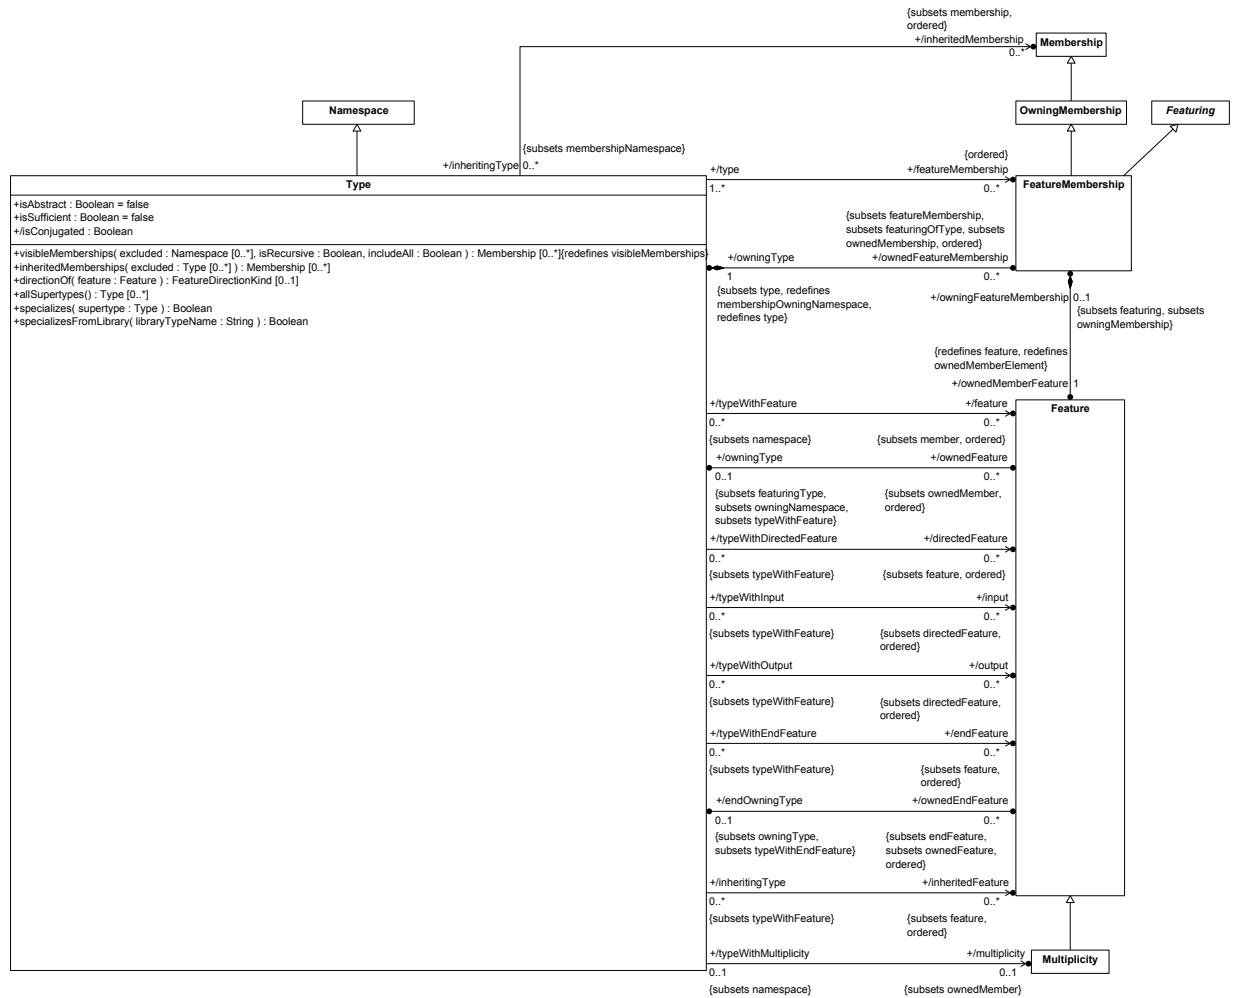 {subsets membership,
ordered}
+/inheritedMembership
0..*
Membership
Namespace
OwningMembership
Featuring
{subsets membershipNamespace}
+/inheritingType 0..*
Type
+isAbstract : Boolean = false
+isSufficient : Boolean = false
+/isConjugated : Boolean
+visibleMemberships( excluded : Namespace [0..*], isRecursive : Boolean, includeAll : Boolean ) : Membership [0..*]{redefines visibleMemberships}
+inheritedMemberships( excluded : Type [0..*] ) : Membership [0..*]
+directionOf( feature : Feature ) : FeatureDirectionKind [0..1]
+allSupertypes() : Type [0..*]
+specializes( supertype : Type ) : Boolean
+specializesFromLibrary( libraryTypeName : String ) : Boolean
{ordered}
+/type +/featureMembership
1..* 0..*
FeatureMembership
{subsets featureMembership,
subsets featuringOfType, subsets
ownedMembership, ordered}
+/owningType +/ownedFeatureMembership
1 0..*
{subsets type, redefines
membershipOwningNamespace,
redefines type}
+/owningFeatureMembership 0..1
{subsets featuring, subsets
owningMembership}
{redefines feature, redefines
ownedMemberElement}
+/ownedMemberFeature 1
Feature
+/typeWithFeature +/feature
0..* 0..*
{subsets namespace} {subsets member, ordered}
+/owningType +/ownedFeature
0..1 0..*
{subsets featuringType,
subsets owningNamespace,
subsets typeWithFeature}
{subsets ownedMember,
ordered}
+/typeWithDirectedFeature +/directedFeature
0..* 0..*
{subsets typeWithFeature} {subsets feature, ordered}
+/typeWithInput +/input
0..* 0..*
{subsets typeWithFeature} {subsets directedFeature,
ordered}
+/typeWithOutput +/output
0..* 0..*
{subsets typeWithFeature} {subsets directedFeature,
ordered}
+/typeWithEndFeature +/endFeature
0..* 0..*
{subsets typeWithFeature} {subsets feature,
ordered}
+/endOwningType +/ownedEndFeature
0..1 0..*
{subsets owningType,
subsets typeWithEndFeature}
{subsets endFeature,
subsets ownedFeature,
ordered}
+/inheritingType +/inheritedFeature
0..* 0..*
{subsets typeWithFeature} {subsets feature,
ordered}
+/typeWithMultiplicity +/multiplicity
0..1 0..1
{subsets namespace} {subsets ownedMember}
Multiplicity